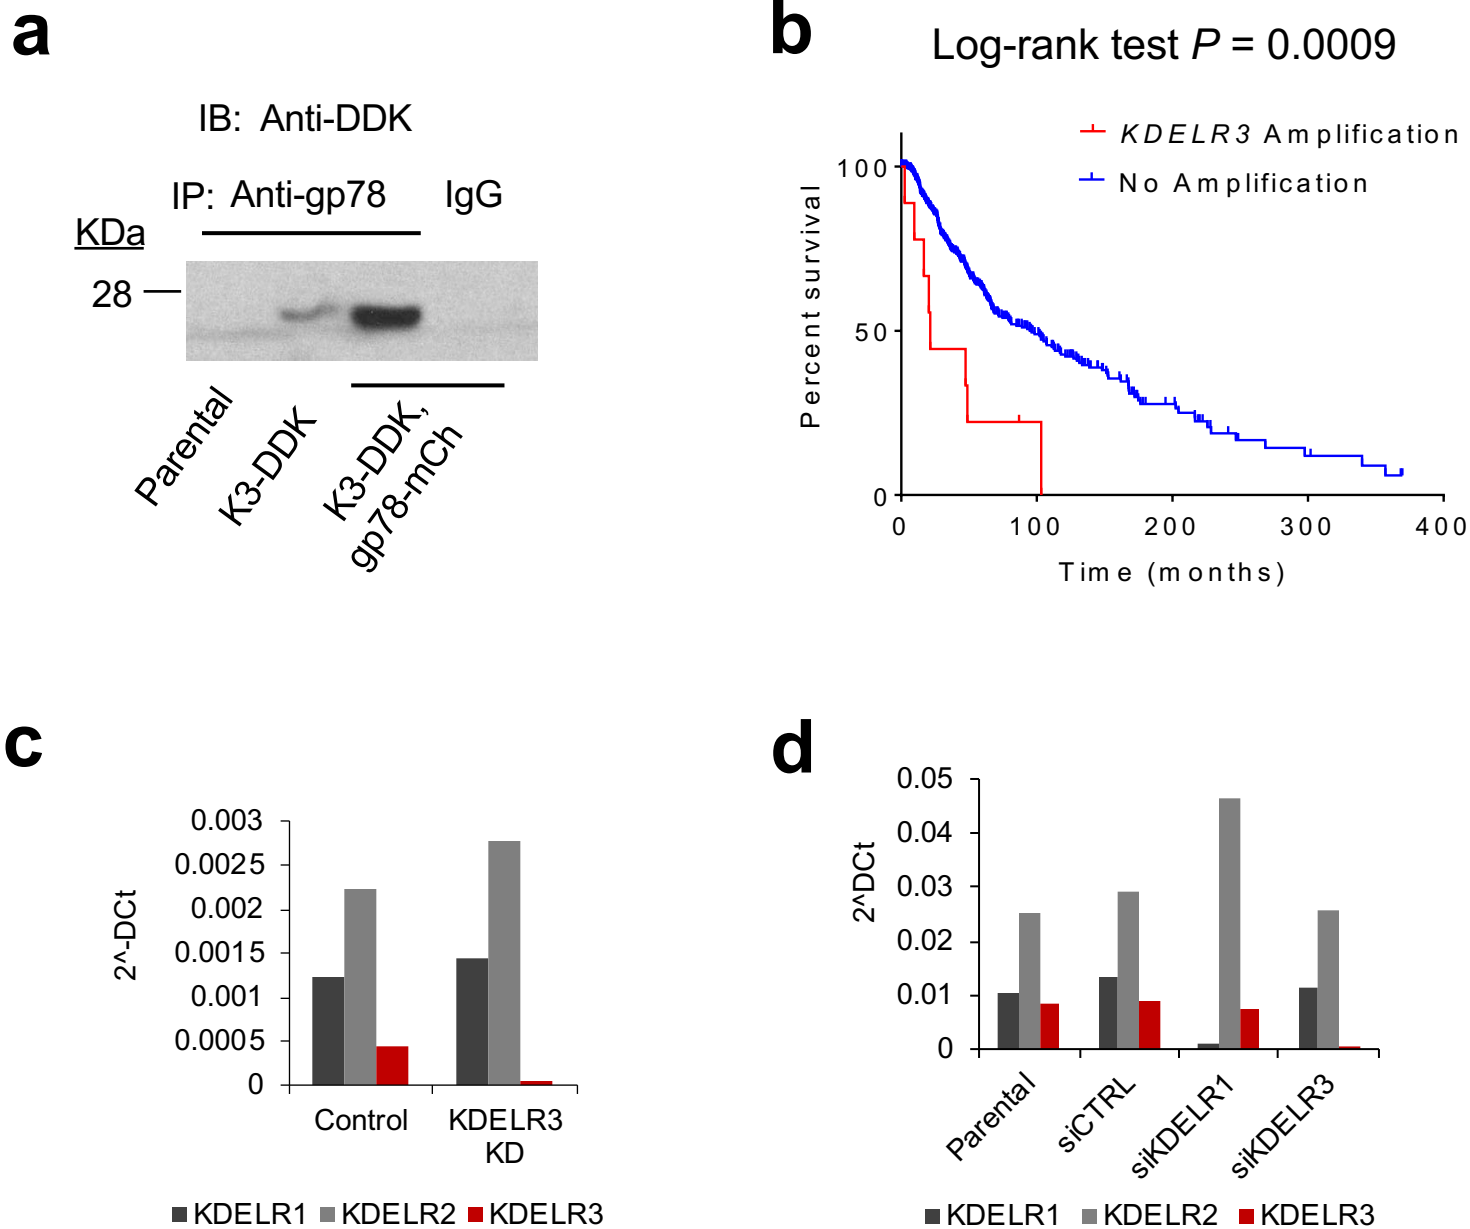 a
IB: Anti-DDK
IP: Anti-gp78 IgG
KDa
28
Parental
K3-DDK
K3-DDK,
gp78-mCh
b
Log-rank test P = 0.0009
KDELR3 Amplification
No Amplification
Percent survival
100
50
0
0 100 200 300 400
Time (months)
c
2^-DCt
0.003
0.0025
0.002
0.0015
0.001
0.0005
0
Control
KDELR3
KD
KDELR1 KDELR2 KDELR3
d
2^DCt
0.05
0.04
0.03
0.02
0.01
0
Parental
siCTRL
siKDELR1
siKDELR3
KDELR1 KDELR2 KDELR3